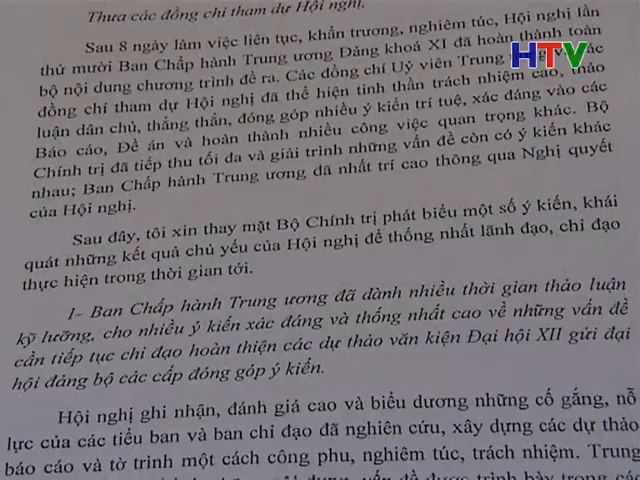 Thưa các đồng chí tham dự Hội nghị.
HTV
Sau 8 ngày làm việc liên tục, khẩn trương, nghiêm túc, Hội nghị lần
thứ mười Ban Chấp hành Trung ương Đảng khoá XI đã hoàn thành toàn
bộ nội dung chương trình đề ra. Các đồng chí Uỷ viên Trung các
đồng chí tham dự Hội nghị đã thể hiện tinh thần trách nhiệm cao, thảo
luận dân chủ, thẳng thắn, đóng góp nhiều ý kiến trí tuệ, xác đáng vào các
Báo cáo, Đề án và hoàn thành nhiều công việc quan trọng khác. Bộ
Chính trị đã tiếp thu tối đa và giải trình những vấn đề còn có ý kiến khác
nhau; Ban Chấp hành Trung ương đã nhất trí cao thông qua Nghị quyết
của Hội nghị.
Sau đây, tôi xin thay mặt Bộ Chính trị phát biểu một số ý kiến, khái
quát những kết quả chủ yếu của Hội nghị để thống nhất lãnh đạo, chỉ đạo
thực hiện trong thời gian tới.
1- Ban Chấp hành Trung ương đã dành nhiều thời gian thảo luận
kỹ lưỡng, cho nhiều ý kiến xác đáng và thống nhất cao về những vấn đề
cần tiếp tục chỉ đạo hoàn thiện các dự thảo văn kiện Đại hội XII gửi đại
hội đảng bộ các cấp đóng góp ý kiến.
Hội nghị ghi nhận, đánh giá cao và biểu dương những cố gắng, nỗ
lực của các tiểu ban và ban chỉ đạo đã nghiên cứu, xây dựng các dự thảo
báo cáo và tờ trình một cách công phu, nghiêm túc, trách nhiệm. Trung
vấn đề được trình bày trong các